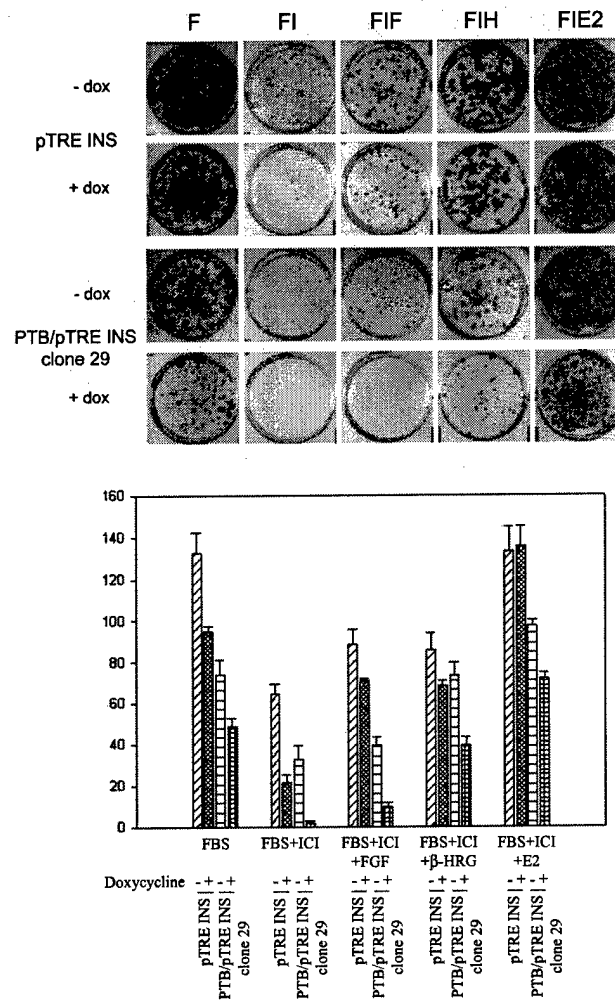 F FI FIF FIH FIE2
- dox
pTRE INS
+ dox
- dox
PTB/pTRE INS
clone 29
+ dox
160
140
120
100
80
60
40
20
0
FBS FBS+ICI FBS+ICI FBS+ICI FBS+ICI
+FGF +β-HRG +E2
Doxycycline - + - + - + - + - + - + - + - + - + - +
pTRE INS
PTB/pTRE INS
clone 29
pTRE INS
PTB/pTRE INS
clone 29
pTRE INS
PTB/pTRE INS
clone 29
pTRE INS
PTB/pTRE INS
clone 29
pTRE INS
PTB/pTRE INS
clone 29